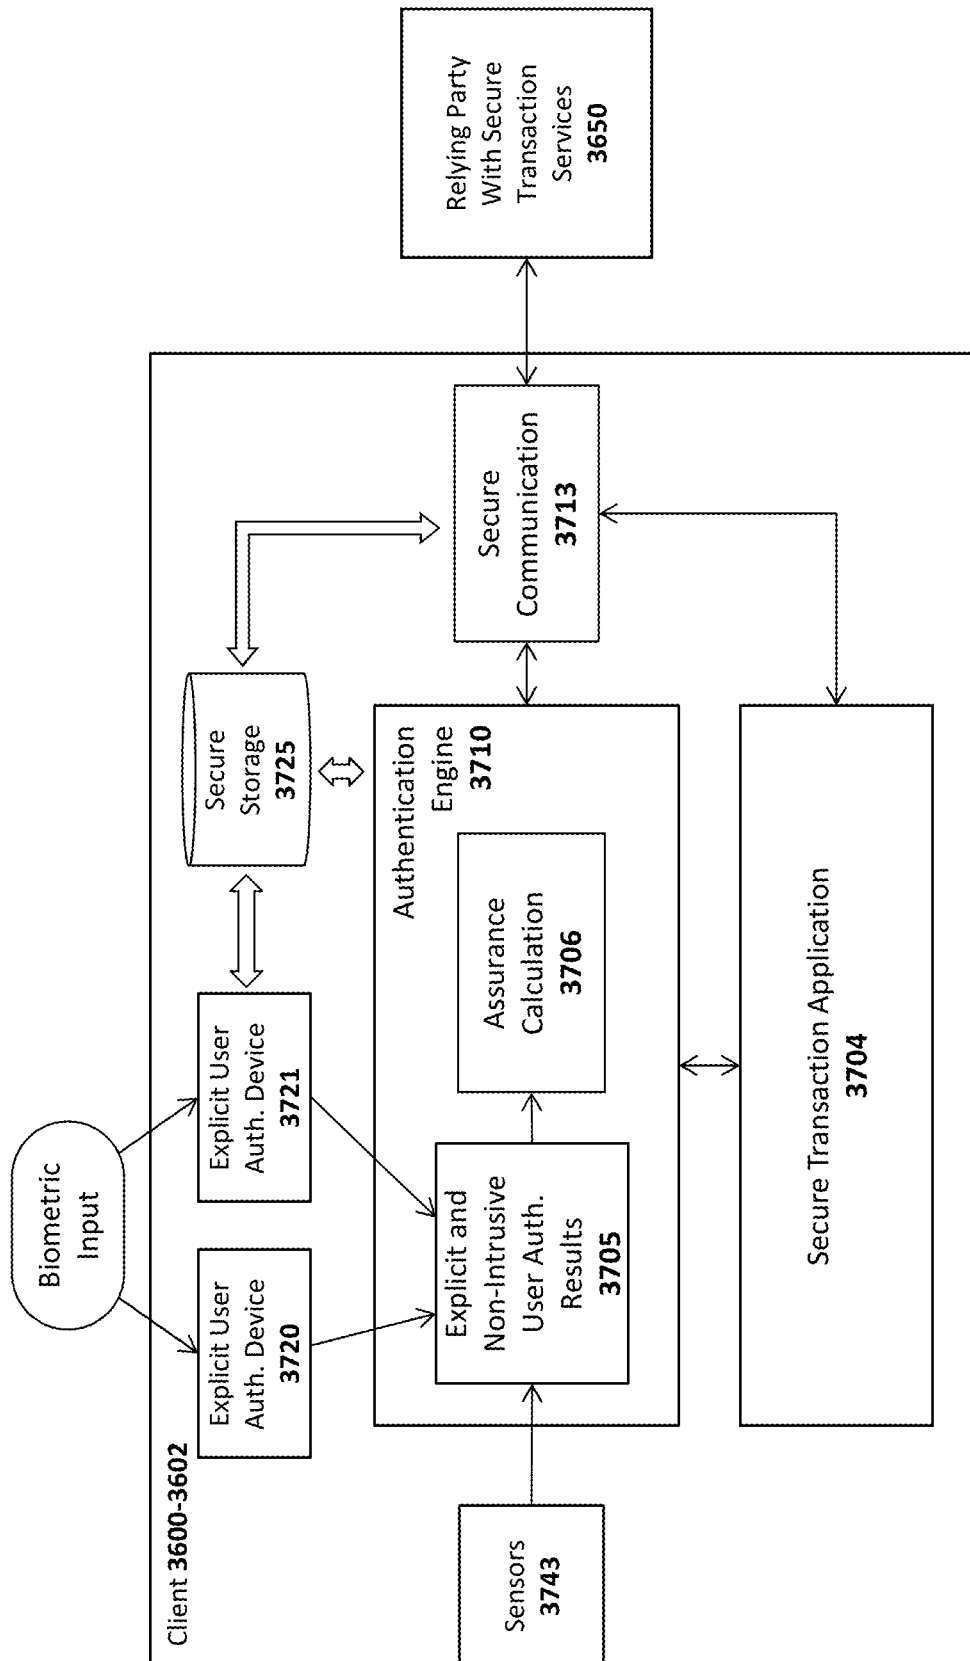 Biometric
Input
Client 3600-3602
Explicit User
Auth. Device
3720
Explicit User
Auth. Device
3721
Secure
Storage
3725
Sensors
3743
Authentication
Engine
3710
Explicit and
Non-Intrusive
User Auth.
Results
3705
Assurance
Calculation
3706
Secure
Communication
3713
Relying Party
With Secure
Transaction
Services
3650
Secure Transaction Application
3704